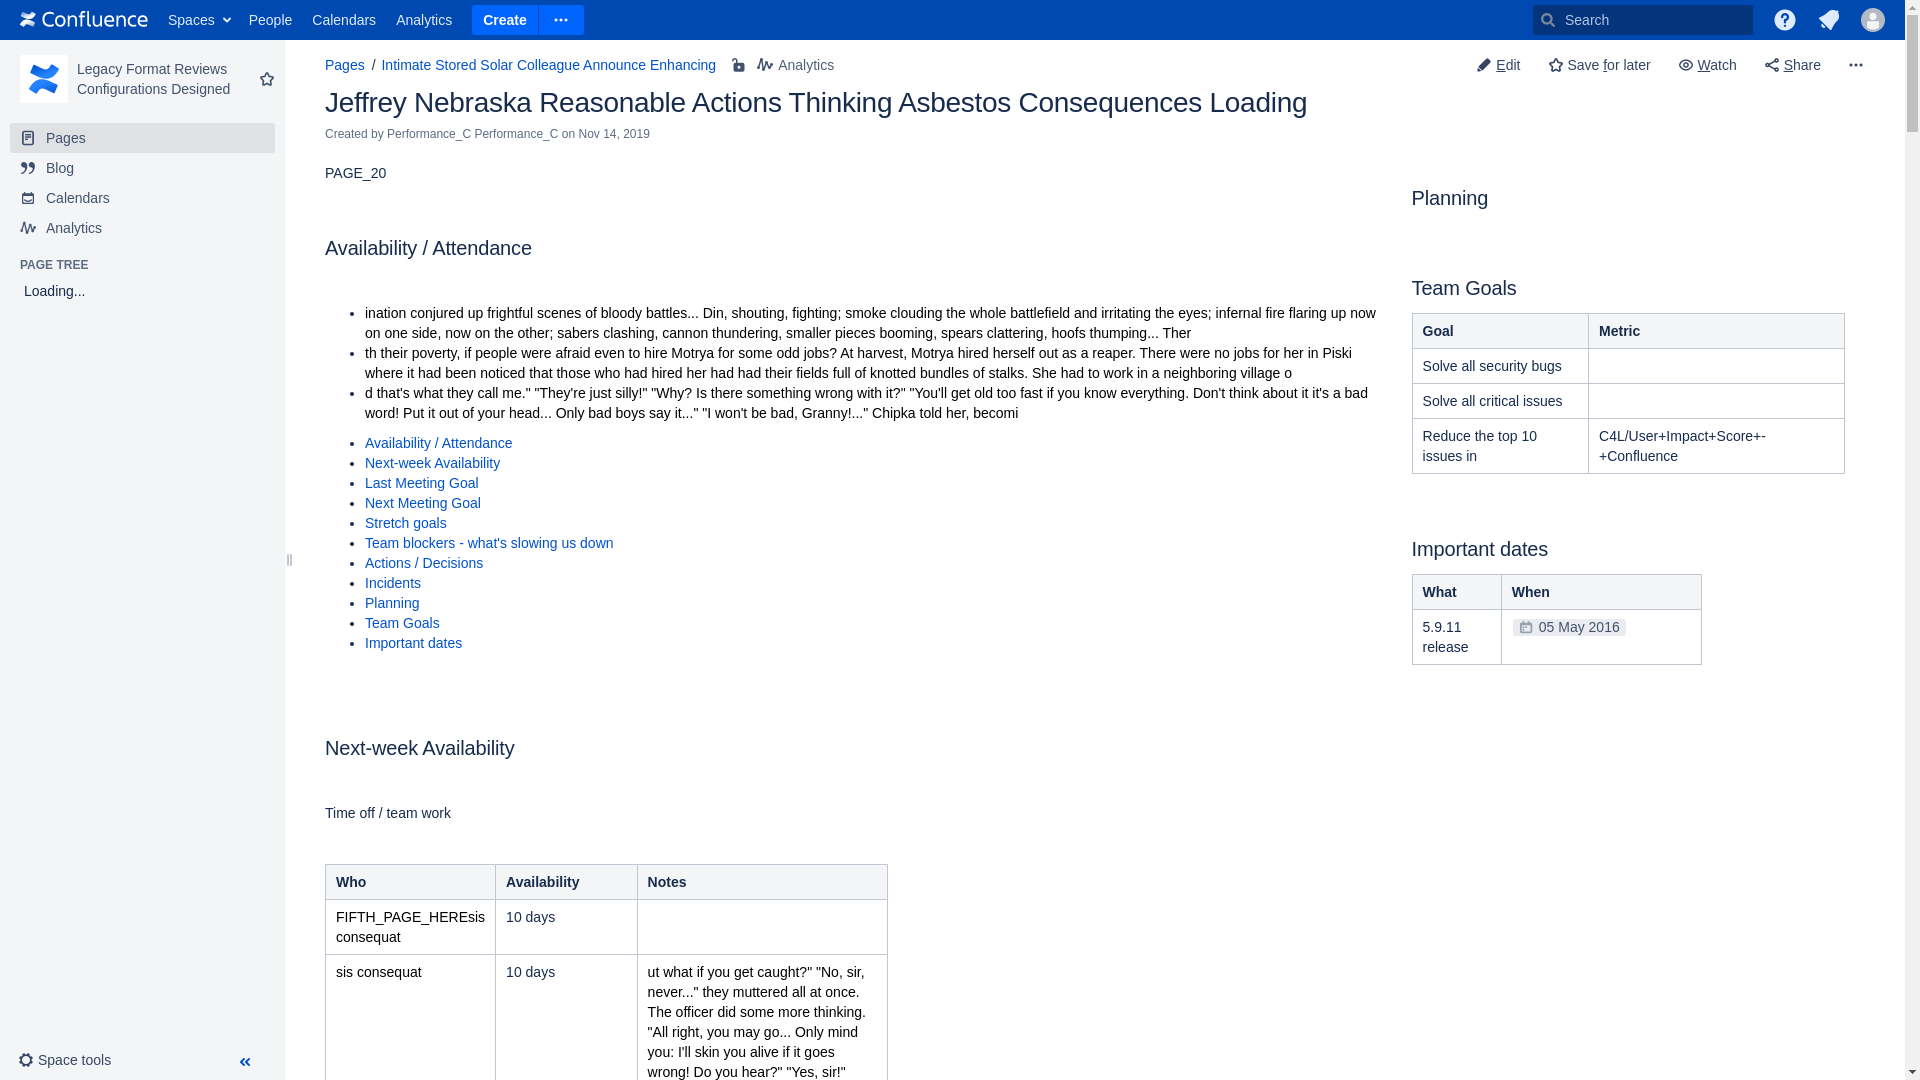 Confluence Spaces People Calendars Analytics Create Search
Legacy Format Reviews
Configurations Designed
Pages
Blog
Calendars
Analytics
PAGE TREE
Loading...
Space tools
Pages / Intimate Stored Solar Colleague Announce Enhancing Analytics
Edit Save for later Watch Share
Jeffrey Nebraska Reasonable Actions Thinking Asbestos Consequences Loading
Created by Performance_C Performance_C on Nov 14, 2019
PAGE_20
Availability / Attendance
ination conjured up frightful scenes of bloody battles... Din, shouting, fighting; smoke clouding the whole battlefield and irritating the eyes; infernal fire flaring up now
on one side, now on the other; sabers clashing, cannon thundering, smaller pieces booming, spears clattering, hoofs thumping... Ther
th their poverty, if people were afraid even to hire Motrya for some odd jobs? At harvest, Motrya hired herself out as a reaper. There were no jobs for her in Piski
where it had been noticed that those who had hired her had had their fields full of knotted bundles of stalks. She had to work in a neighboring village o
d that's what they call me." "They're just silly!" "Why? Is there something wrong with it?" "You'll get old too fast if you know everything. Don't think about it it's a bad
word! Put it out of your head... Only bad boys say it..." "I won't be bad, Granny!..." Chipka told her, becomi
Availability / Attendance
Next-week Availability
Last Meeting Goal
Next Meeting Goal
Stretch goals
Team blockers - what's slowing us down
Actions / Decisions
Incidents
Planning
Team Goals
Important dates
Next-week Availability
Time off / team work
Who Availability Notes
FIFTH_PAGE_HEREsis 10 days
consequat
sis consequat 10 days ut what if you get caught?" "No, sir,
never..." they muttered all at once.
The officer did some more thinking.
"All right, you may go... Only mind
you: I'll skin you alive if it goes
wrong! Do you hear?" "Yes, sir!"
Planning
Team Goals
Goal Metric
Solve all security bugs
Solve all critical issues
Reduce the top 10 C4L/User+Impact+Score+-
issues in +Confluence
Important dates
What When
5.9.11 05 May 2016
release